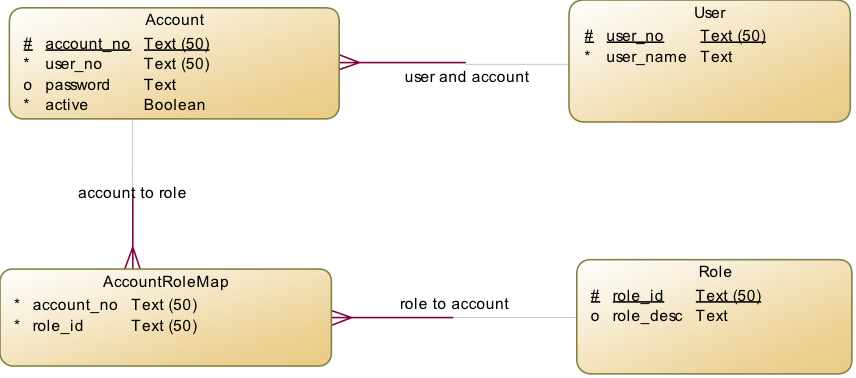 Account
# account_no Text (50)
* user_no Text (50)
o password Text
* active Boolean
user and account
User
# user_no Text (50)
* user_name Text
account to role
AccountRoleMap
* account_no Text (50)
* role_id Text (50)
role to account
Role
# role_id Text (50)
o role_desc Text